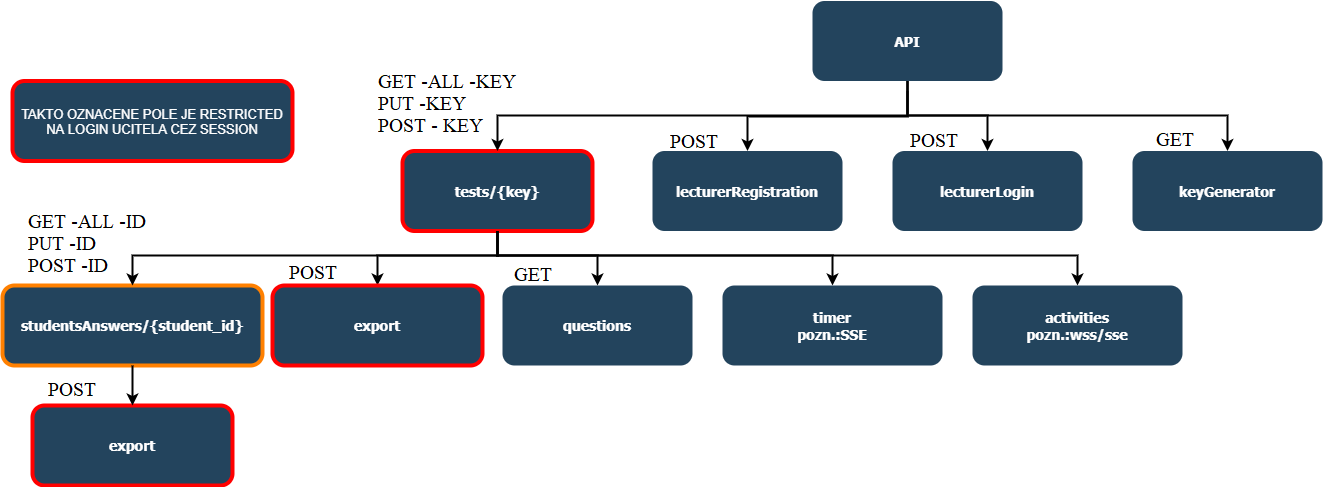 API
TAKTO OZNACENE POLE JE RESTRICTED
NA LOGIN UCITELA CEZ SESSION
GET -ALL -KEY
PUT -KEY
POST - KEY
POST
POST
GET
tests/{key}
lecturerRegistration
lecturerLogin
keyGenerator
GET -ALL -ID
PUT -ID
POST -ID
POST
GET
studentsAnswers/{student_id}
export
questions
timer
pozn.:SSE
activities
pozn.:wss/sse
POST
export